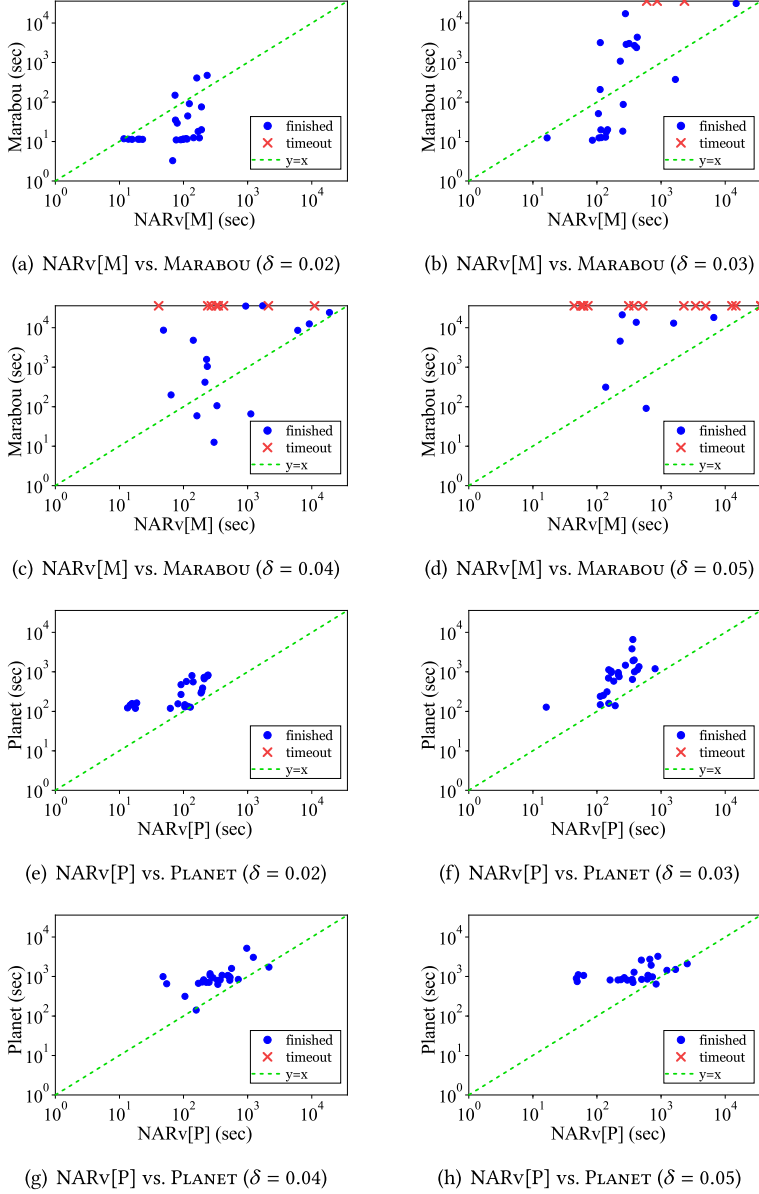 10^4
10^3
10^2
10^1
10^0
Marabou (sec)
finished
timeout
y=x
10^0 10^1 10^2 10^3 10^4
NARv[M] (sec)
(a) NARv[M] vs. Marabou (δ = 0.02)
10^4
10^3
10^2
10^1
10^0
Marabou (sec)
finished
timeout
y=x
10^0 10^1 10^2 10^3 10^4
NARv[M] (sec)
(b) NARv[M] vs. Marabou (δ = 0.03)
10^4
10^3
10^2
10^1
10^0
Marabou (sec)
finished
timeout
y=x
10^0 10^1 10^2 10^3 10^4
NARv[M] (sec)
(c) NARv[M] vs. Marabou (δ = 0.04)
10^4
10^3
10^2
10^1
10^0
Marabou (sec)
finished
timeout
y=x
10^0 10^1 10^2 10^3 10^4
NARv[M] (sec)
(d) NARv[M] vs. Marabou (δ = 0.05)
10^4
10^3
10^2
10^1
10^0
Planet (sec)
finished
timeout
y=x
10^0 10^1 10^2 10^3 10^4
NARv[P] (sec)
(e) NARv[P] vs. Planet (δ = 0.02)
10^4
10^3
10^2
10^1
10^0
Planet (sec)
finished
timeout
y=x
10^0 10^1 10^2 10^3 10^4
NARv[P] (sec)
(f) NARv[P] vs. Planet (δ = 0.03)
10^4
10^3
10^2
10^1
10^0
Planet (sec)
finished
timeout
y=x
10^0 10^1 10^2 10^3 10^4
NARv[P] (sec)
(g) NARv[P] vs. Planet (δ = 0.04)
10^4
10^3
10^2
10^1
10^0
Planet (sec)
finished
timeout
y=x
10^0 10^1 10^2 10^3 10^4
NARv[P] (sec)
(h) NARv[P] vs. Planet (δ = 0.05)